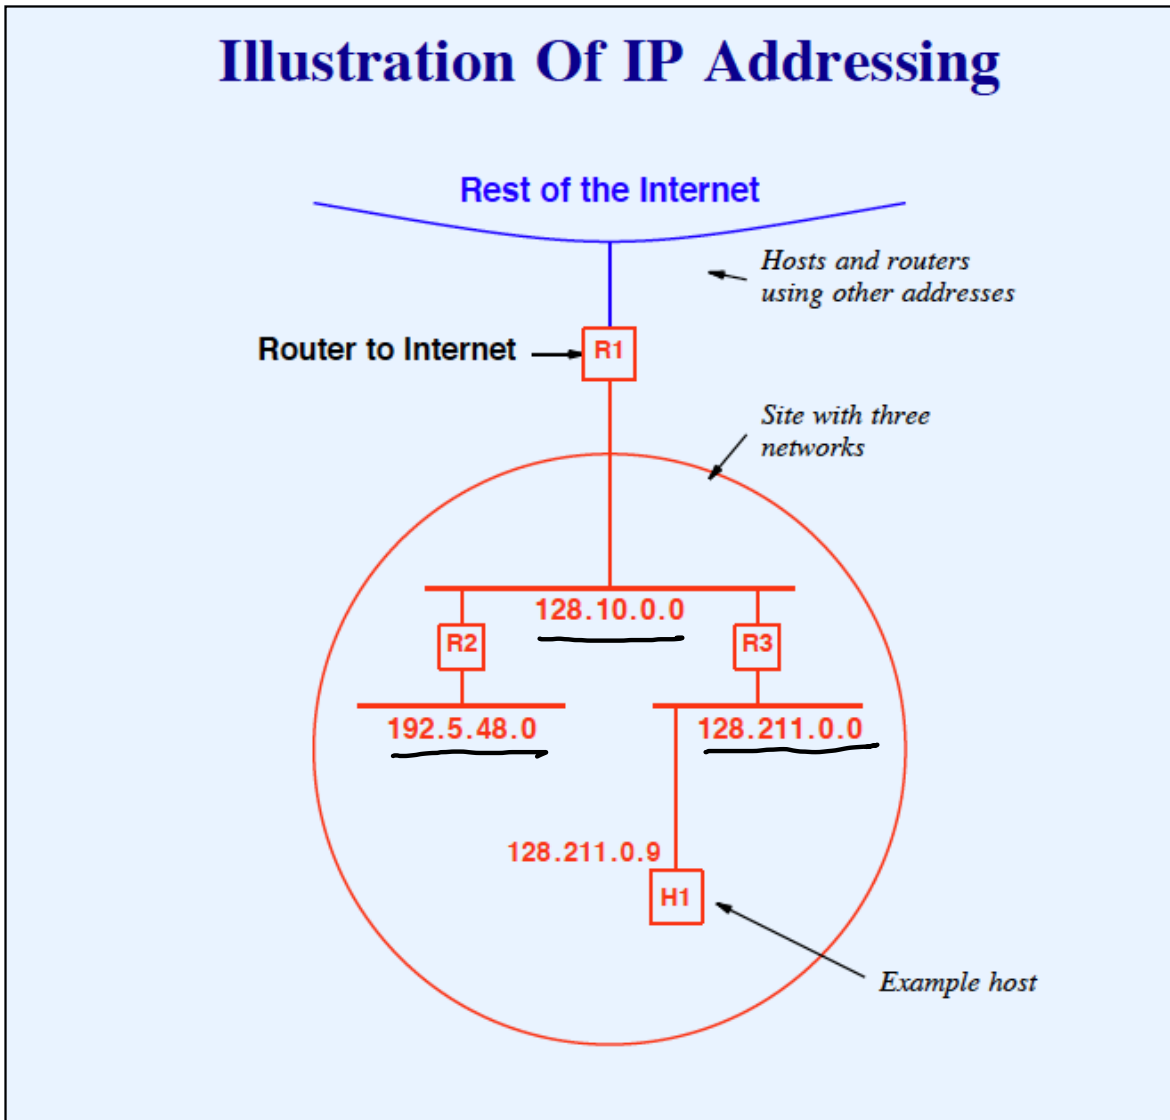 Illustration Of IP Addressing
Rest of the Internet
Hosts and routers
using other addresses
Router to Internet
R1
Site with three
networks
128.10.0.0
R2
R3
192.5.48.0
128.211.0.0
128.211.0.9
H1
Example host